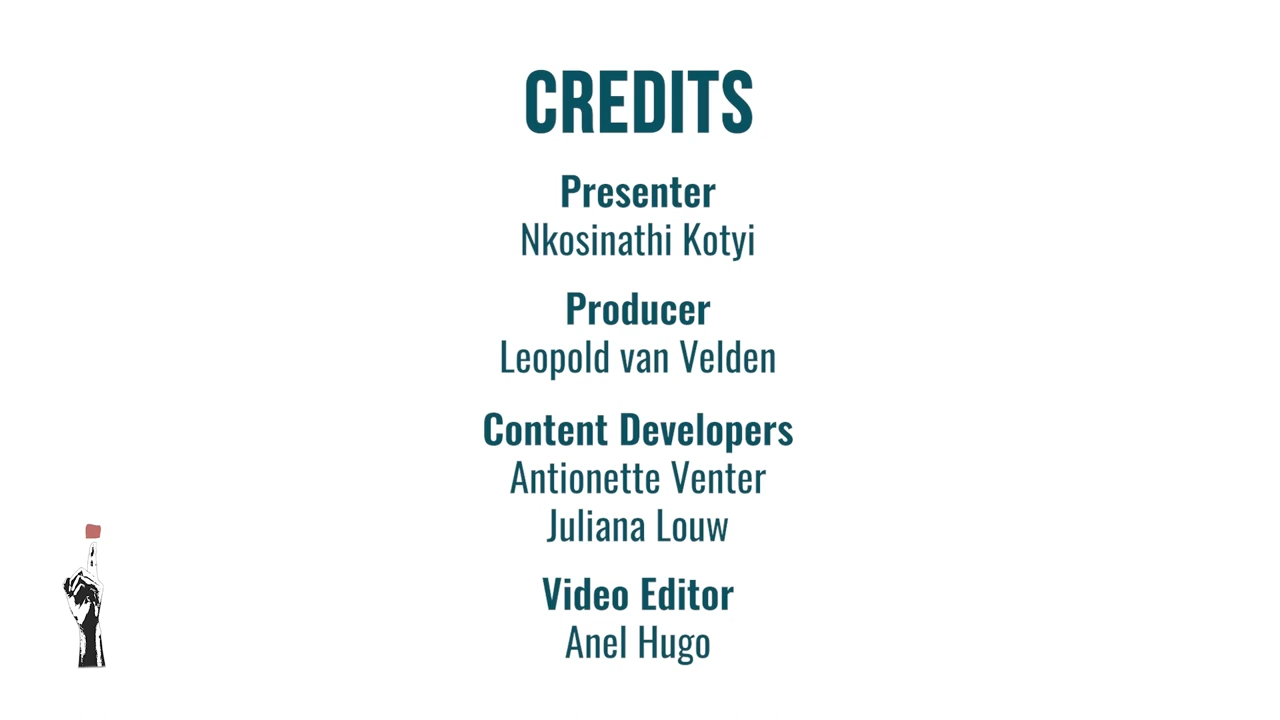 CREDITS
Presenter
Nkosinathi Kotyi
Producer
Leopold van Velden
Content Developers
Antionette Venter
Juliana Louw
Video Editor
Anel Hugo